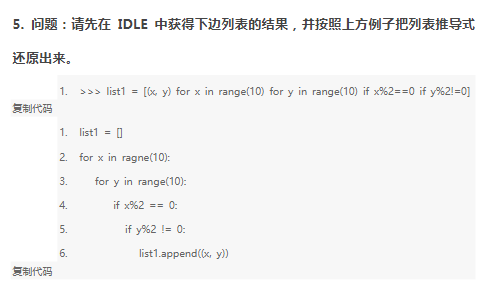 5. 问题：请先在 IDLE 中获得下边列表的结果，并按照上方例子把列表推导式
还原出来。
1. >>> list1 = [(x, y) for x in range(10) for y in range(10) if x%2==0 if y%2!=0]
复制代码
1. list1 = []
2. for x in ragne(10):
3. for y in range(10):
4. if x%2 == 0:
5. if y%2 != 0:
6. list1.append((x, y))
复制代码